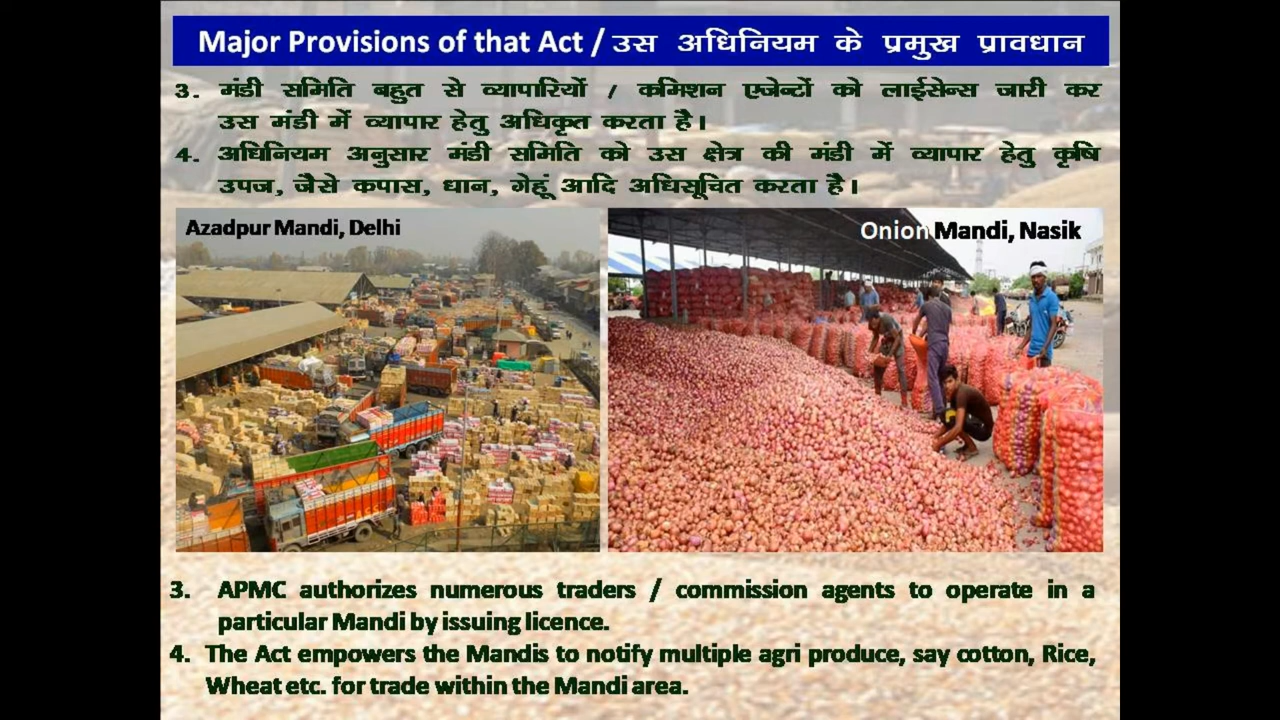 Major Provisions of that Act / उस अधिनियम के प्रमुख प्रावधान
3. मंडी समिति बहुत से व्यापारियों / कमिशन एजेन्टों को लाईसेन्स जारी कर
उस मंडी में व्यापार हेतु अधिकृत करता है।
4. अधिनियम अनुसार मंडी समिति को उस क्षेत्र की मंडी में व्यापार हेतु कृषि
उपज, जैसे कपास, धान, गेहूं आदि अधिसूचित करता है।
Azadpur Mandi, Delhi
Onion Mandi, Nasik
3. APMC authorizes numerous traders / commission agents to operate in a
particular Mandi by issuing licence.
4. The Act empowers the Mandis to notify multiple agri produce, say cotton, Rice,
Wheat etc. for trade within the Mandi area.